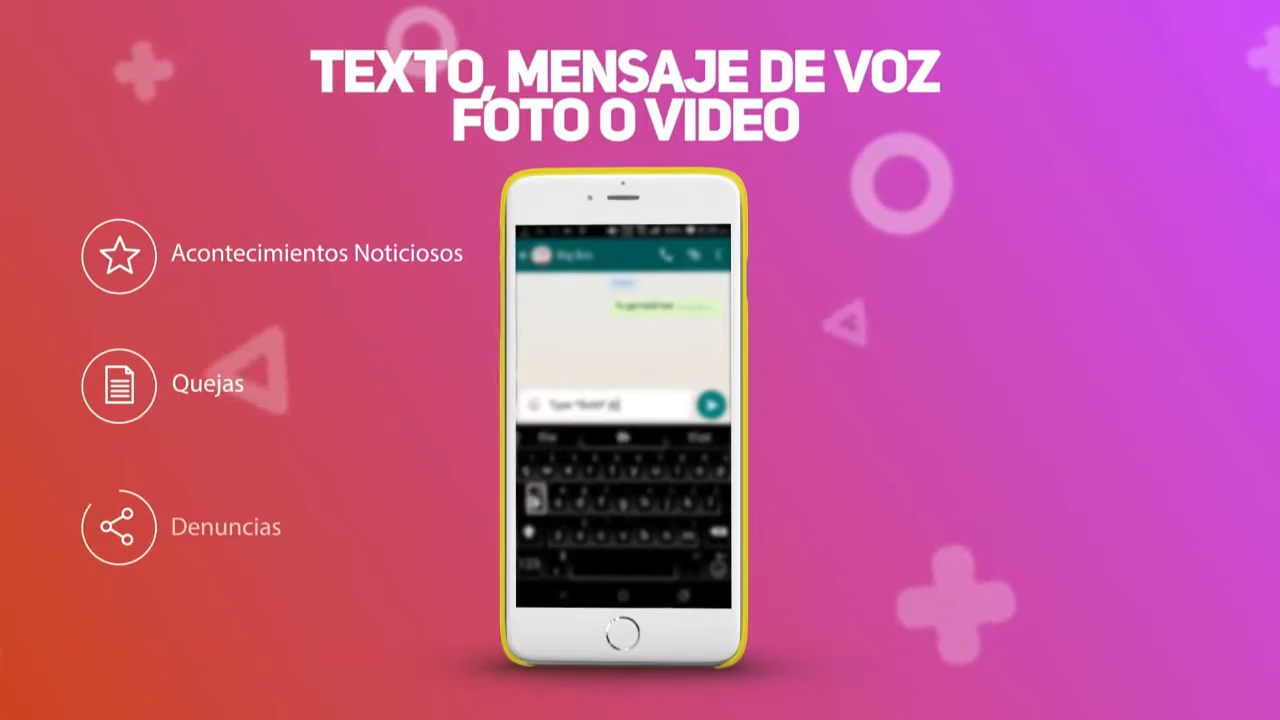 TEXTO, MENSAJE DE VOZ
FOTO O VIDEO
Acontecimientos Noticiosos
Quejas
Denuncias